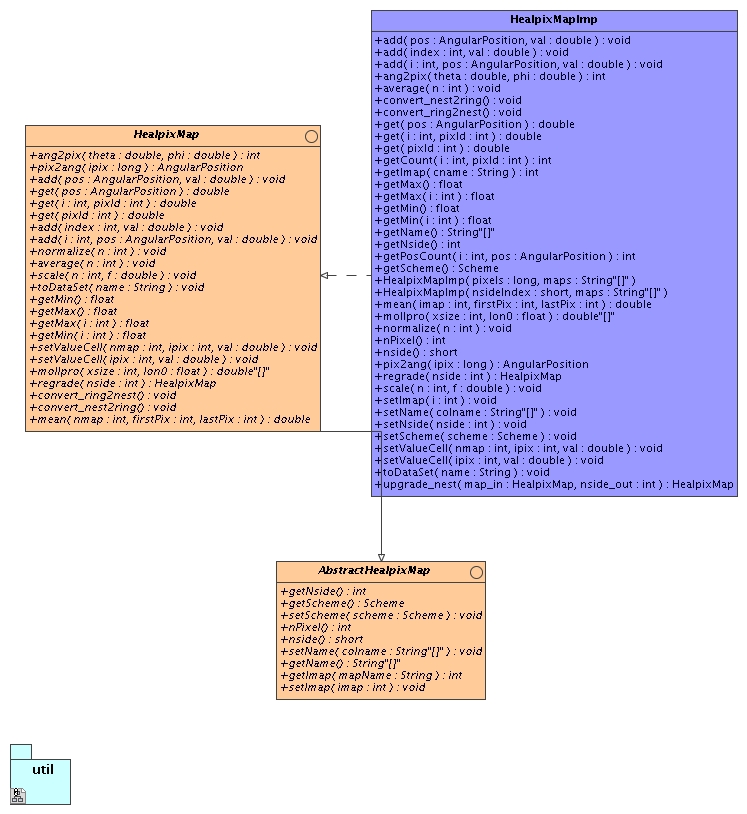 HealpixMapImp
+add( pos : AngularPosition, val : double ) : void
+add( index : int, val : double ) : void
+add( i : int, pos : AngularPosition, val : double ) : void
+ang2pix( theta : double, phi : double ) : int
+average( n : int ) : void
+convert_nest2ring() : void
+convert_ring2nest() : void
+get( pos : AngularPosition ) : double
+get( i : int, pixId : int ) : double
+get( pixId : int ) : double
+getCount( i : int, pixId : int ) : int
+getImap( cname : String ) : int
+getMax() : float
+getMax( i : int ) : float
+getMin() : float
+getMin( i : int ) : float
+getName() : String"[]"
+getNside() : int
+getPosCount( i : int, pos : AngularPosition ) : int
+getScheme() : Scheme
+HealpixMapImp( pixels : long, maps : String"[]" )
+HealpixMapImp( nsideIndex : short, maps : String"[]" )
+mean( imap : int, firstPix : int, lastPix : int ) : double
+mollpro( xsize : int, lon0 : float ) : double"[]"
+normalize( n : int ) : void
+nPixel() : int
+nside() : short
+pix2ang( ipix : long ) : AngularPosition
+regrade( nside : int ) : HealpixMap
+scale( n : int, f : double ) : void
+setImap( i : int ) : void
+setName( colname : String"[]" ) : void
+setNside( nside : int ) : void
+setScheme( scheme : Scheme ) : void
+setValueCell( nmap : int, ipix : int, val : double ) : void
+setValueCell( ipix : int, val : double ) : void
+toDataSet( name : String ) : void
+upgrade_nest( map_in : HealpixMap, nside_out : int ) : HealpixMap
HealpixMap
+ang2pix( theta : double, phi : double ) : int
+pix2ang( ipix : long ) : AngularPosition
+add( pos : AngularPosition, val : double ) : void
+get( pos : AngularPosition ) : double
+get( i : int, pixId : int ) : double
+get( pixId : int ) : double
+add( index : int, val : double ) : void
+add( i : int, pos : AngularPosition, val : double ) : void
+normalize( n : int ) : void
+average( n : int ) : void
+scale( n : int, f : double ) : void
+toDataSet( name : String ) : void
+getMin() : float
+getMax() : float
+getMax( i : int ) : float
+getMin( i : int ) : float
+setValueCell( nmap : int, ipix : int, val : double ) : void
+setValueCell( ipix : int, val : double ) : void
+mollpro( xsize : int, lon0 : float ) : double"[]"
+regrade( nside : int ) : HealpixMap
+convert_ring2nest() : void
+convert_nest2ring() : void
+mean( nmap : int, firstPix : int, lastPix : int ) : double
AbstractHealpixMap
+getNside() : int
+getScheme() : Scheme
+setScheme( scheme : Scheme ) : void
+nPixel() : int
+nside() : short
+setName( colname : String"[]" ) : void
+getName() : String"[]"
+getImap( mapName : String ) : int
+setImap( imap : int ) : void
util